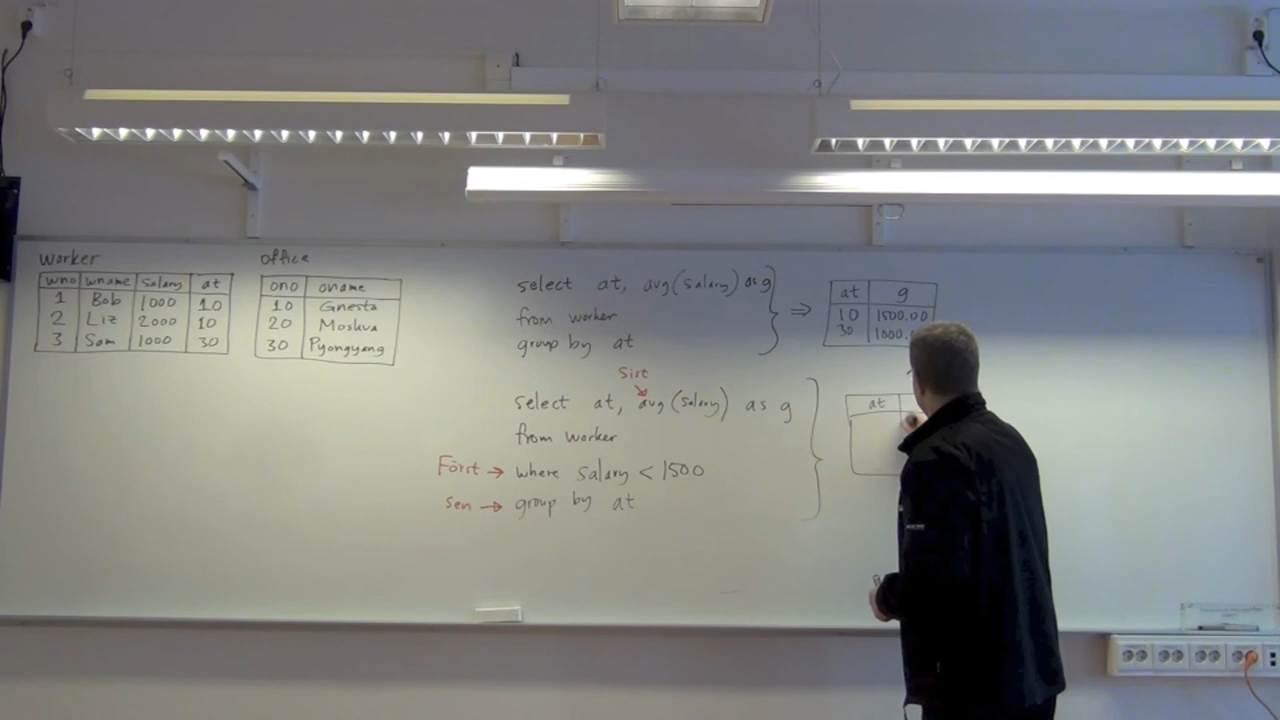 worker
wno wname salary at
1 Bob 1000 10
2 Liz 2000 10
3 Sam 1000 30
office
ono oname
10 Gnesta
20 Moskva
30 Pyongyang
select at, avg(salary) as g
from worker
group by at
⇒
at g
10 1500.00
30 1000.
Sist
select at, avg(salary) as g
from worker
Först → where salary < 1500
sen → group by at
at